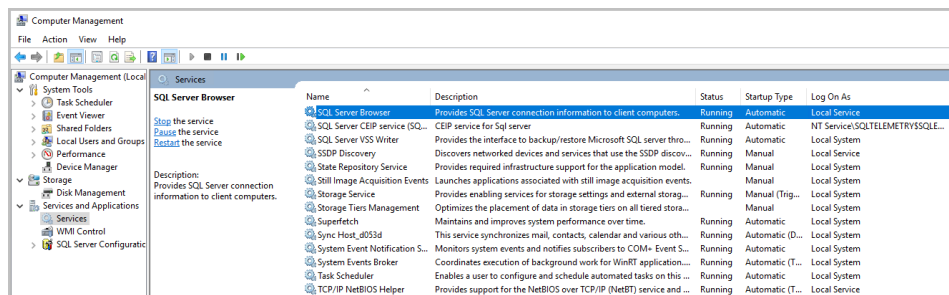 Computer Management
File Action View Help
Computer Management (Local
System Tools
Task Scheduler
Event Viewer
Shared Folders
Local Users and Groups
Performance
Device Manager
Storage
Disk Management
Services and Applications
Services
WMI Control
SQL Server Configuratic
Services
SQL Server Browser
Stop the service
Pause the service
Restart the service
Description:
Provides SQL Server connection
information to client computers.
Name Description Status Startup Type Log On As
SQL Server Browser Provides SQL Server connection information to client computers. Running Automatic Local Service
SQL Server CEIP service (SQ... CEIP service for Sql server Running Automatic NT Service\SQLTELEMETRY$SQLE...
SQL Server VSS Writer Provides the interface to backup/restore Microsoft SQL server thro... Running Automatic Local System
SSDP Discovery Discovers networked devices and services that use the SSDP discov... Running Manual Local Service
State Repository Service Provides required infrastructure support for the application model. Running Manual Local System
Still Image Acquisition Events Launches applications associated with still image acquisition events. Manual Local System
Storage Service Provides enabling services for storage settings and external storag... Running Manual (Trig... Local System
Storage Tiers Management Optimizes the placement of data in storage tiers on all tiered stora... Manual Local System
Superfetch Maintains and improves system performance over time. Running Automatic Local System
Sync Host_d053d This service synchronizes mail, contacts, calendar and various oth... Running Automatic (D... Local System
System Event Notification S... Monitors system events and notifies subscribers to COM+ Event S... Running Automatic Local System
System Events Broker Coordinates execution of background work for WinRT application.... Running Automatic (T... Local System
Task Scheduler Enables a user to configure and schedule automated tasks on this ... Running Automatic Local System
TCP/IP NetBIOS Helper Provides support for the NetBIOS over TCP/IP (NetBT) service and ... Running Automatic (T... Local Service